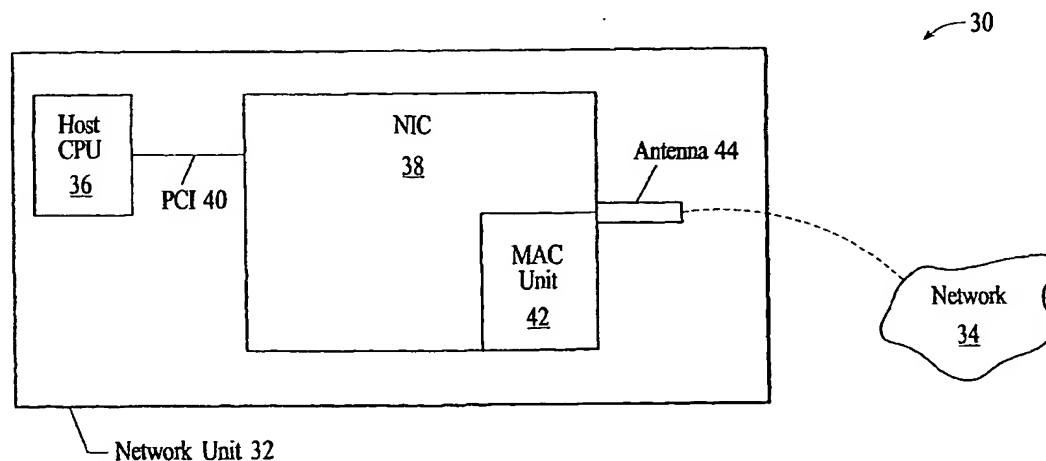 30
Host
CPU
36
PCI 40
NIC
38
Antenna 44
MAC
Unit
42
Network
34
Network Unit 32